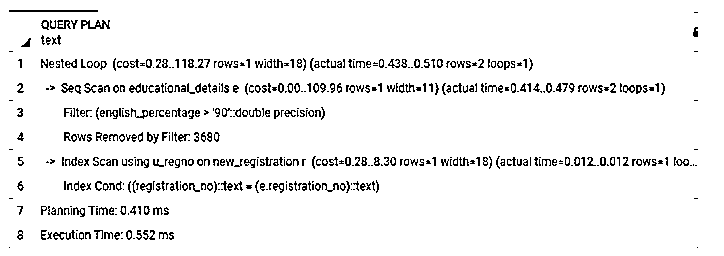 QUERY PLAN
text
1 Nested Loop (cost=0.28..118.27 rows=1 width=18) (actual time=0.438..0.510 rows=2 loops=1)
2 -> Seq Scan on educational_details e (cost=0.00..109.96 rows=1 width=11) (actual time=0.414..0.479 rows=2 loops=1)
3 Filter: (english_percentage > '90'::double precision)
4 Rows Removed by Filter: 3680
5 -> Index Scan using u_regno on new_registration r (cost=0.28..8.30 rows=1 width=18) (actual time=0.012..0.012 rows=1 loo...
6 Index Cond: ((registration_no)::text = (e.registration_no)::text)
7 Planning Time: 0.410 ms
8 Execution Time: 0.552 ms